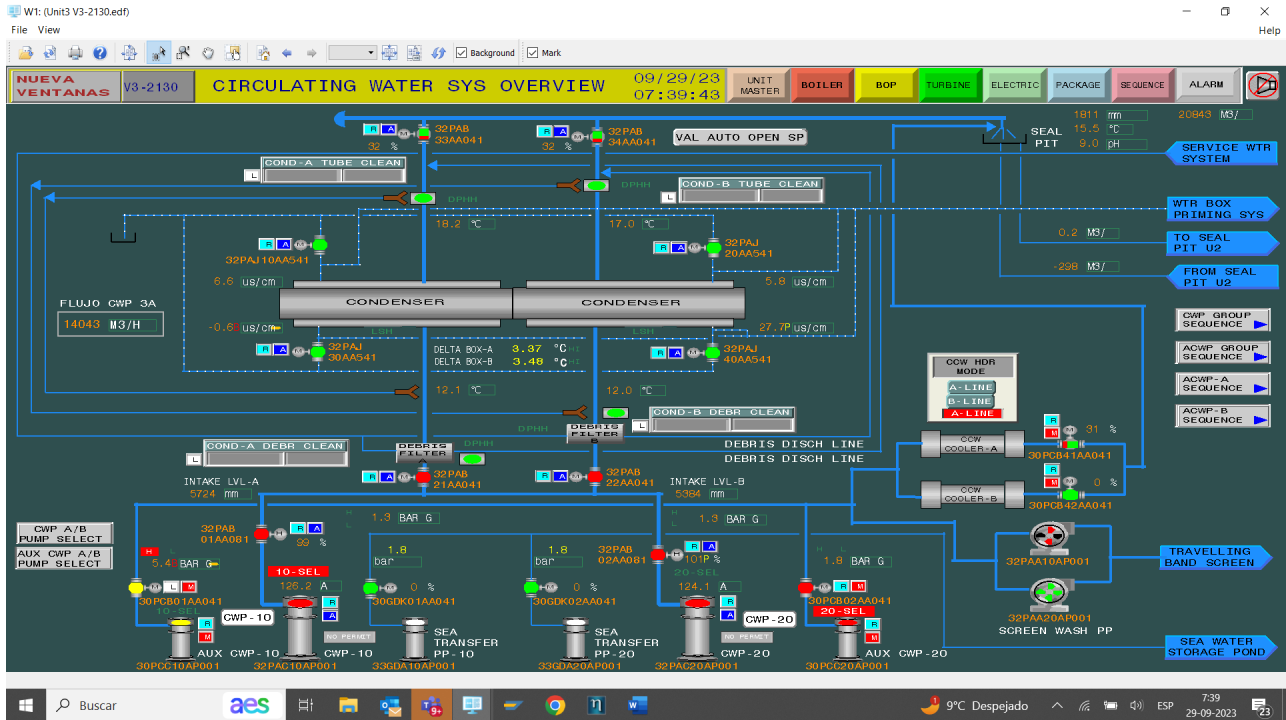 W1: (Unit3 V3-2130.edf)
File View
Help
Background
Mark
NUEVA VENTANAS
V3-2130
CIRCULATING WATER SYS OVERVIEW
09/29/23
07:39:43
UNIT MASTER
BOILER
BOP
TURBINE
ELECTRIC
PACKAGE
SEQUENCE
ALARM
R A M
32PAB
33AA041
32 %
R A M
32PAB
34AA041
92 %
VAL AUTO OPEN SP
SEAL PIT
1811 mm
20843 M3/
15.5 °C
9.0 pH
SERVICE WTR SYSTEM
COND-A TUBE CLEAN
L
DPHH
DPHH
COND-B TUBE CLEAN
L
WTR BOX PRIMING SYS
18.2 °C
17.0 °C
0.2 M3/
TO SEAL PIT U2
R A M
32PAJ10AA541
R A M
32PAJ
20AA541
-298 M3/
FROM SEAL PIT U2
6.6 us/cm
5.8 us/cm
CONDENSER
CONDENSER
FLUJO CWP 3A
14043 M3/H
us/cm
LSH
LSH
27.7P us/cm
CWP GROUP SEQUENCE
R A M
32PAJ
30AA541
DELTA BOX-A 3.37 °C
DELTA BOX-B 3.48 °C
R A M
32PAJ
40AA541
ACWP GROUP SEQUENCE
CCW HDR MODE
A-LINE
B-LINE
A-LINE
ACWP-A SEQUENCE
12.1 °C
12.0 °C
ACWP-B SEQUENCE
COND-B DEBR CLEAN
L
DPHH
DEBRIS FILTER B
COND-A DEBR CLEAN
L
DEBRIS FILTER
DPHH
DEBRIS DISCH LINE
DEBRIS DISCH LINE
R
M
31 %
CCW COOLER-A
30PCB41AA041
R A M
32PAB
21AA041
R A M
32PAB
22AA041
R
M
0 %
CCW COOLER-B
30PCB42AA041
INTAKE LVL-A
5724 mm
INTAKE LVL-B
5384 mm
CWP A/B PUMP SELECT
AUX CWP A/B PUMP SELECT
32PAB
01AA081
R A
99 %
1.3 BAR G
1.3 BAR G
H L
BAR G
10-SEL
126.2 A
1.8
bar
1.8
bar
32PAB
02AA081
R A
101P %
20-SEL
124.1 A
H L
1.8 BAR G
32PAA10AP001
TRAVELLING BAND SCREEN
M L M
30PCB01AA041
10-SEL
0 %
30GDK01AA041
0 %
30GDK02AA041
R M
30PCB02AA041
20-SEL
32PAA20AP001
SCREEN WASH PP
R
M
CWP-10
R
A
NO PERMET
SEA TRANSFER PP-10
SEA TRANSFER PP-20
R
A
CWP-20
NO PERMET
R
M
AUX CWP-10
CWP-10
CWP-20
AUX CWP-20
30PCC10AP001
32PAC10AP001
33GDA10AP001
33GDA20AP001
32PAC20AP001
30PCC20AP001
SEA WATER STORAGE POND
Buscar
aes
9+
9°C Despejado
ESP
7:39
29-09-2023
23